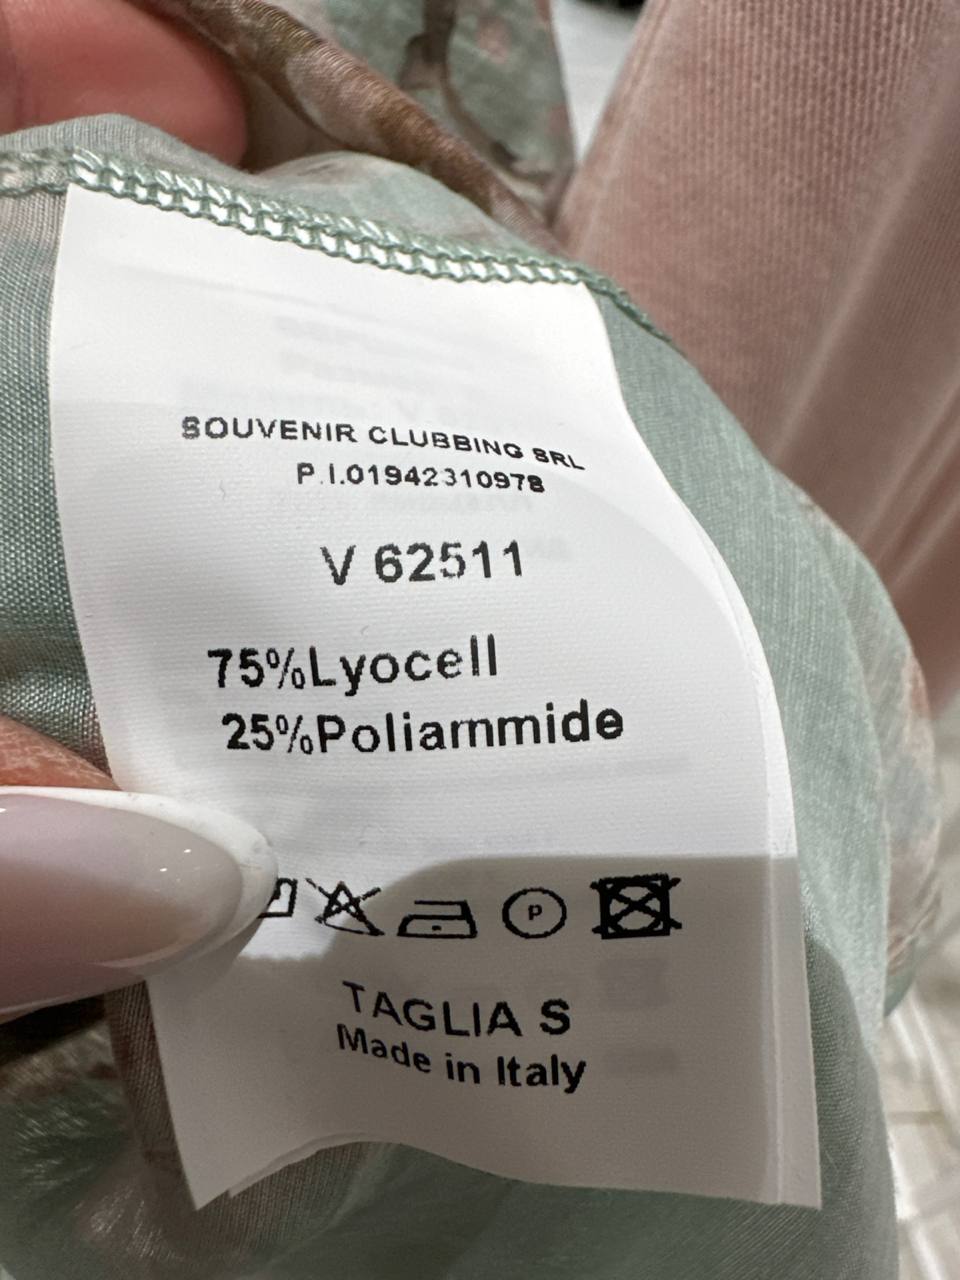 SOUVENIR CLUBBING SRL
P.I.01942310978
V 62511
75%Lyocell
25%Poliammide
P
TAGLIA S
Made in Italy